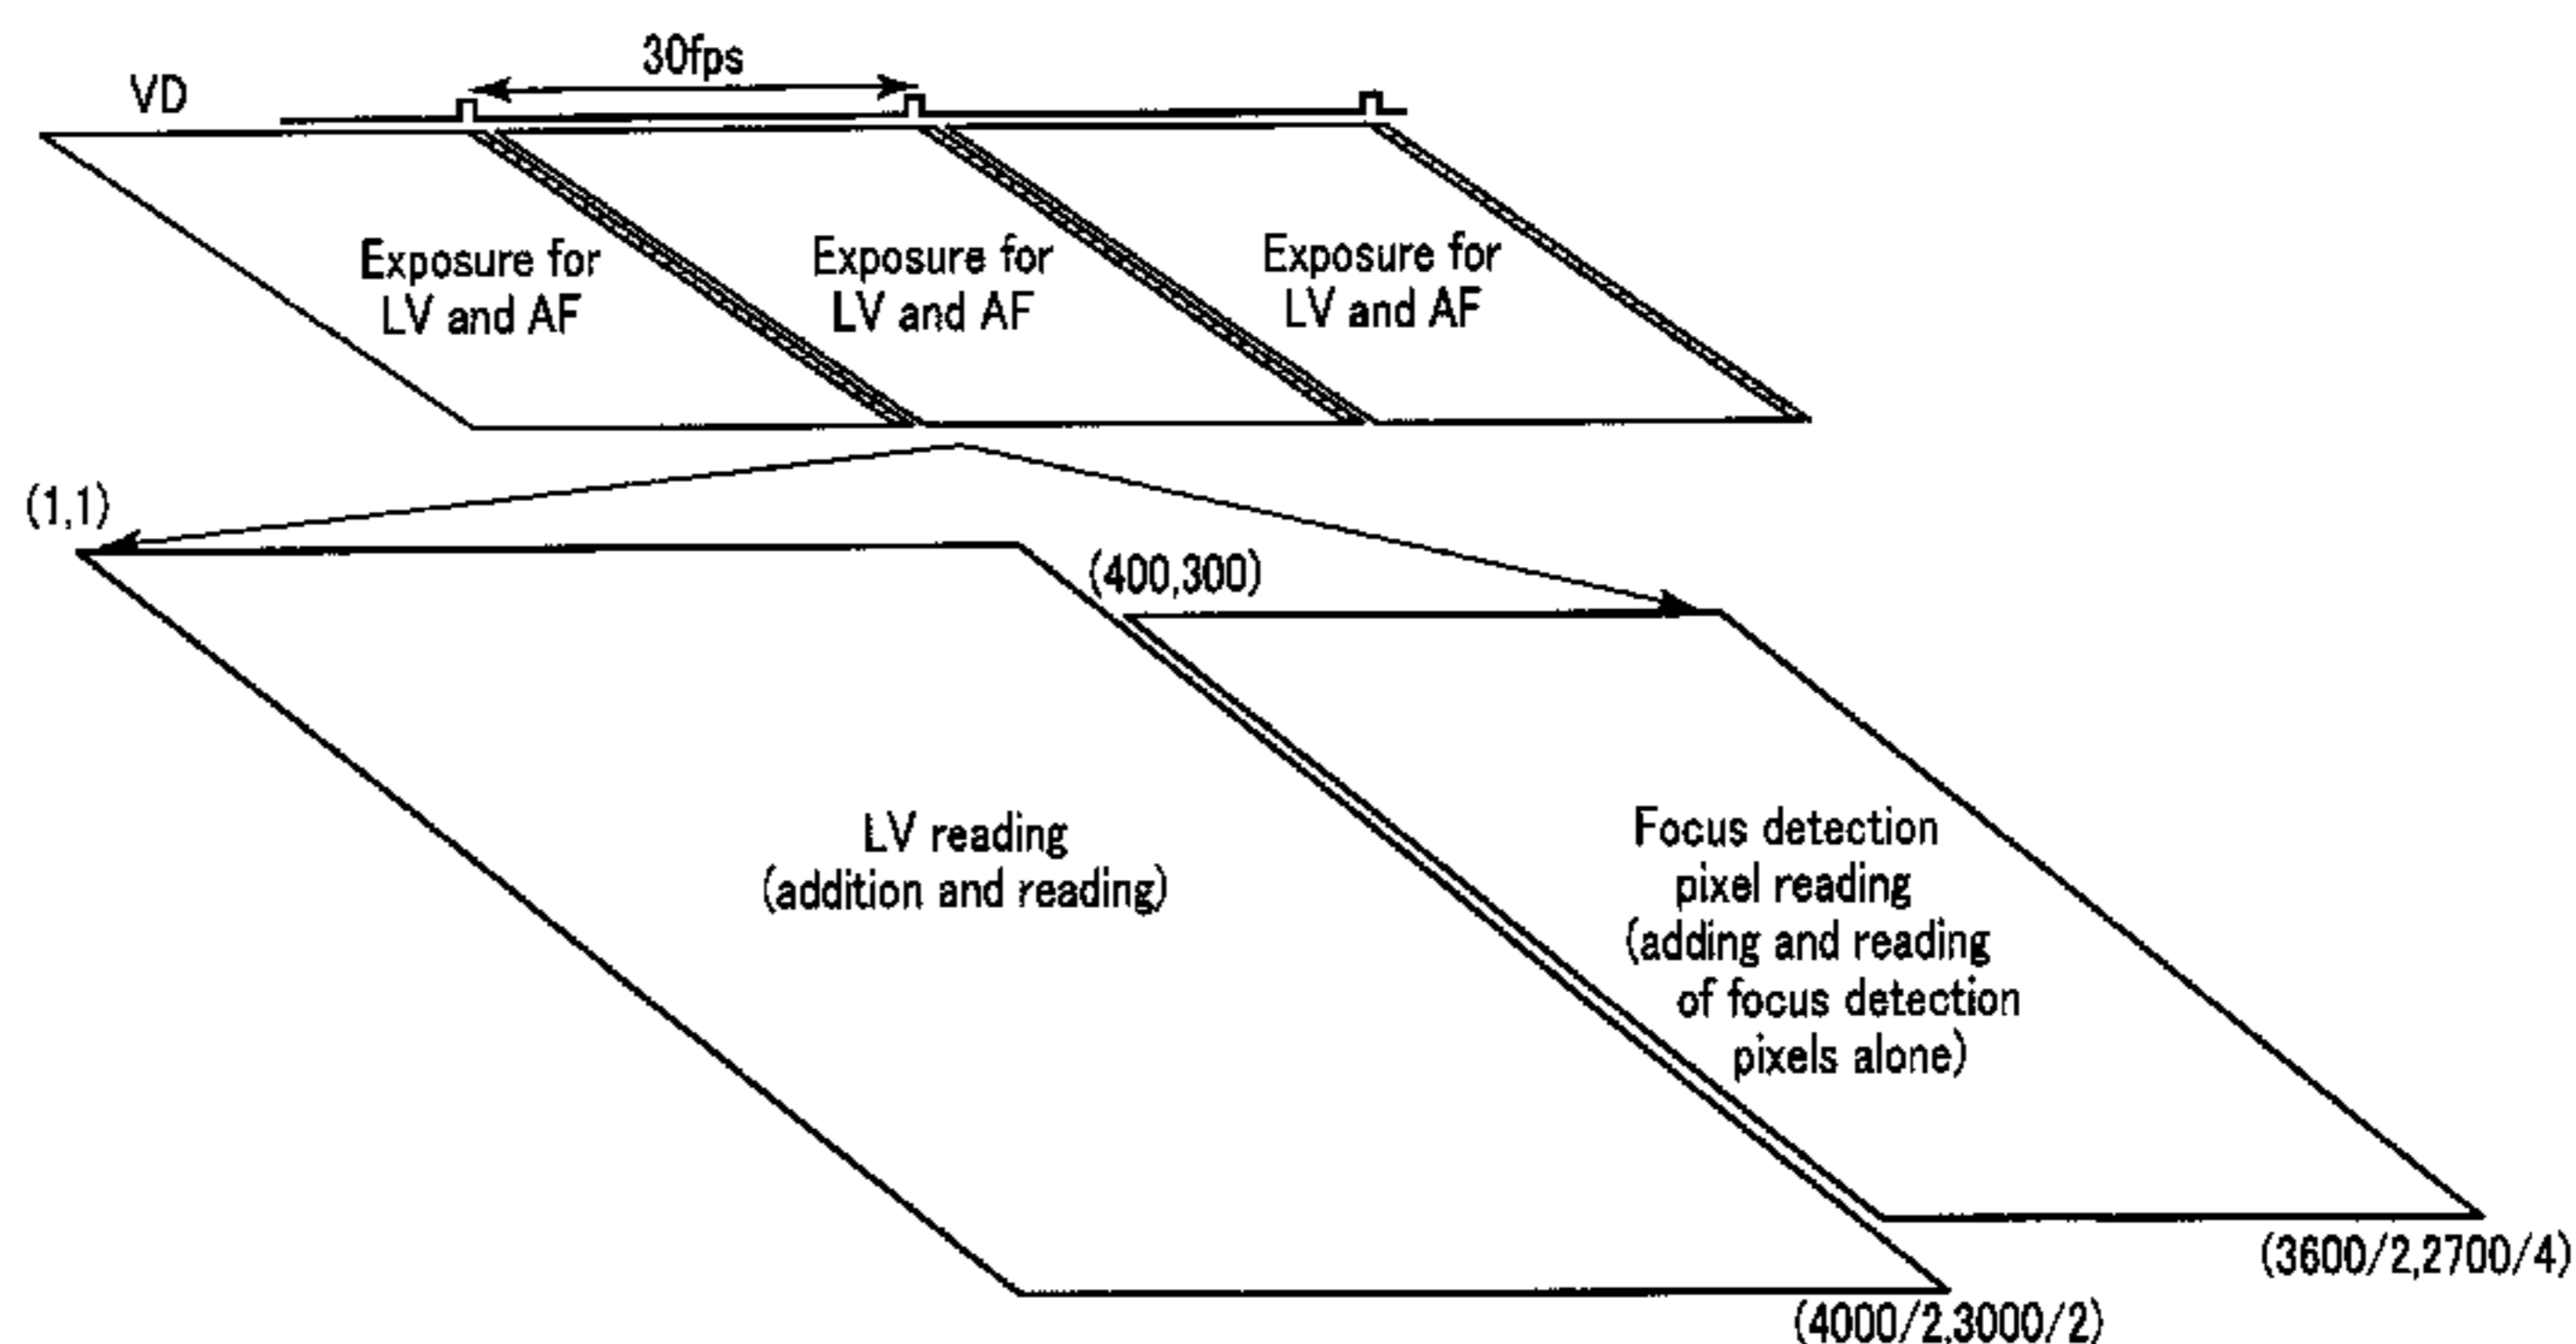 30fps
VD
Exposure for
LV and AF
Exposure for
LV and AF
Exposure for
LV and AF
(1,1)
(400,300)
LV reading
(addition and reading)
Focus detection
pixel reading
(adding and reading
of focus detection
pixels alone)
(3600/2,2700/4)
(4000/2,3000/2)